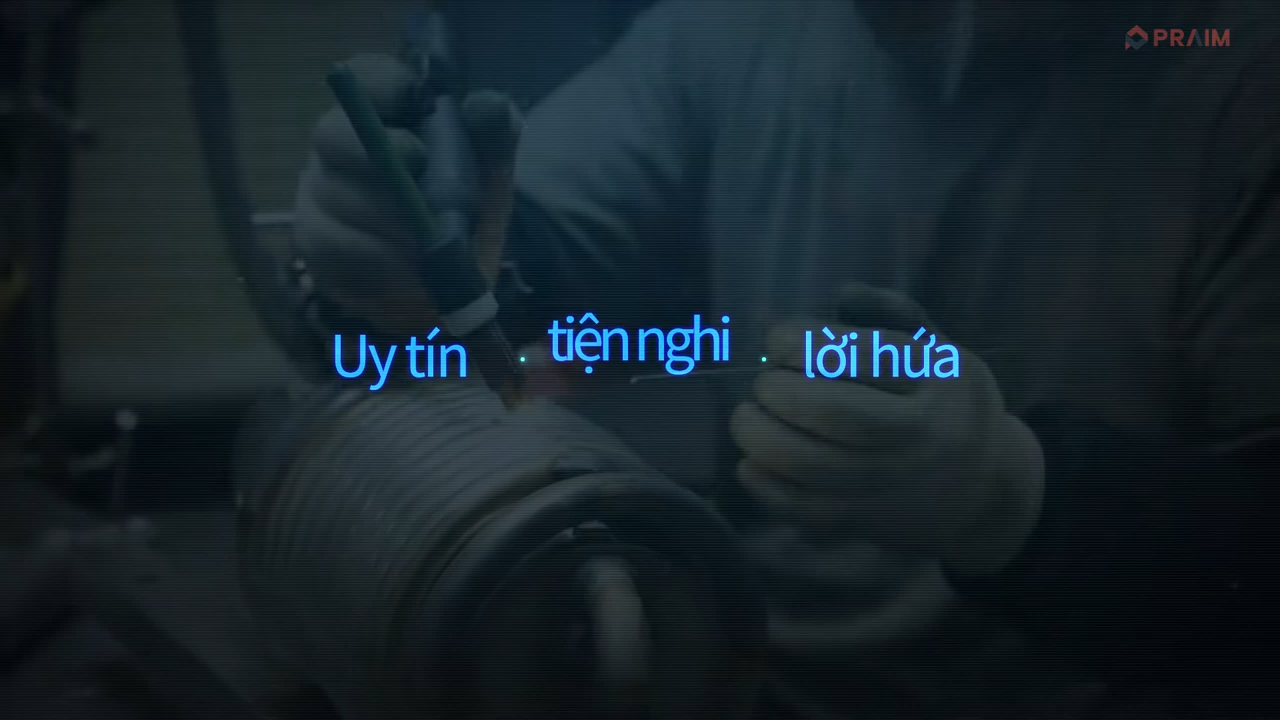 PRAIM
Uy tín . tiện nghi . lời hứa